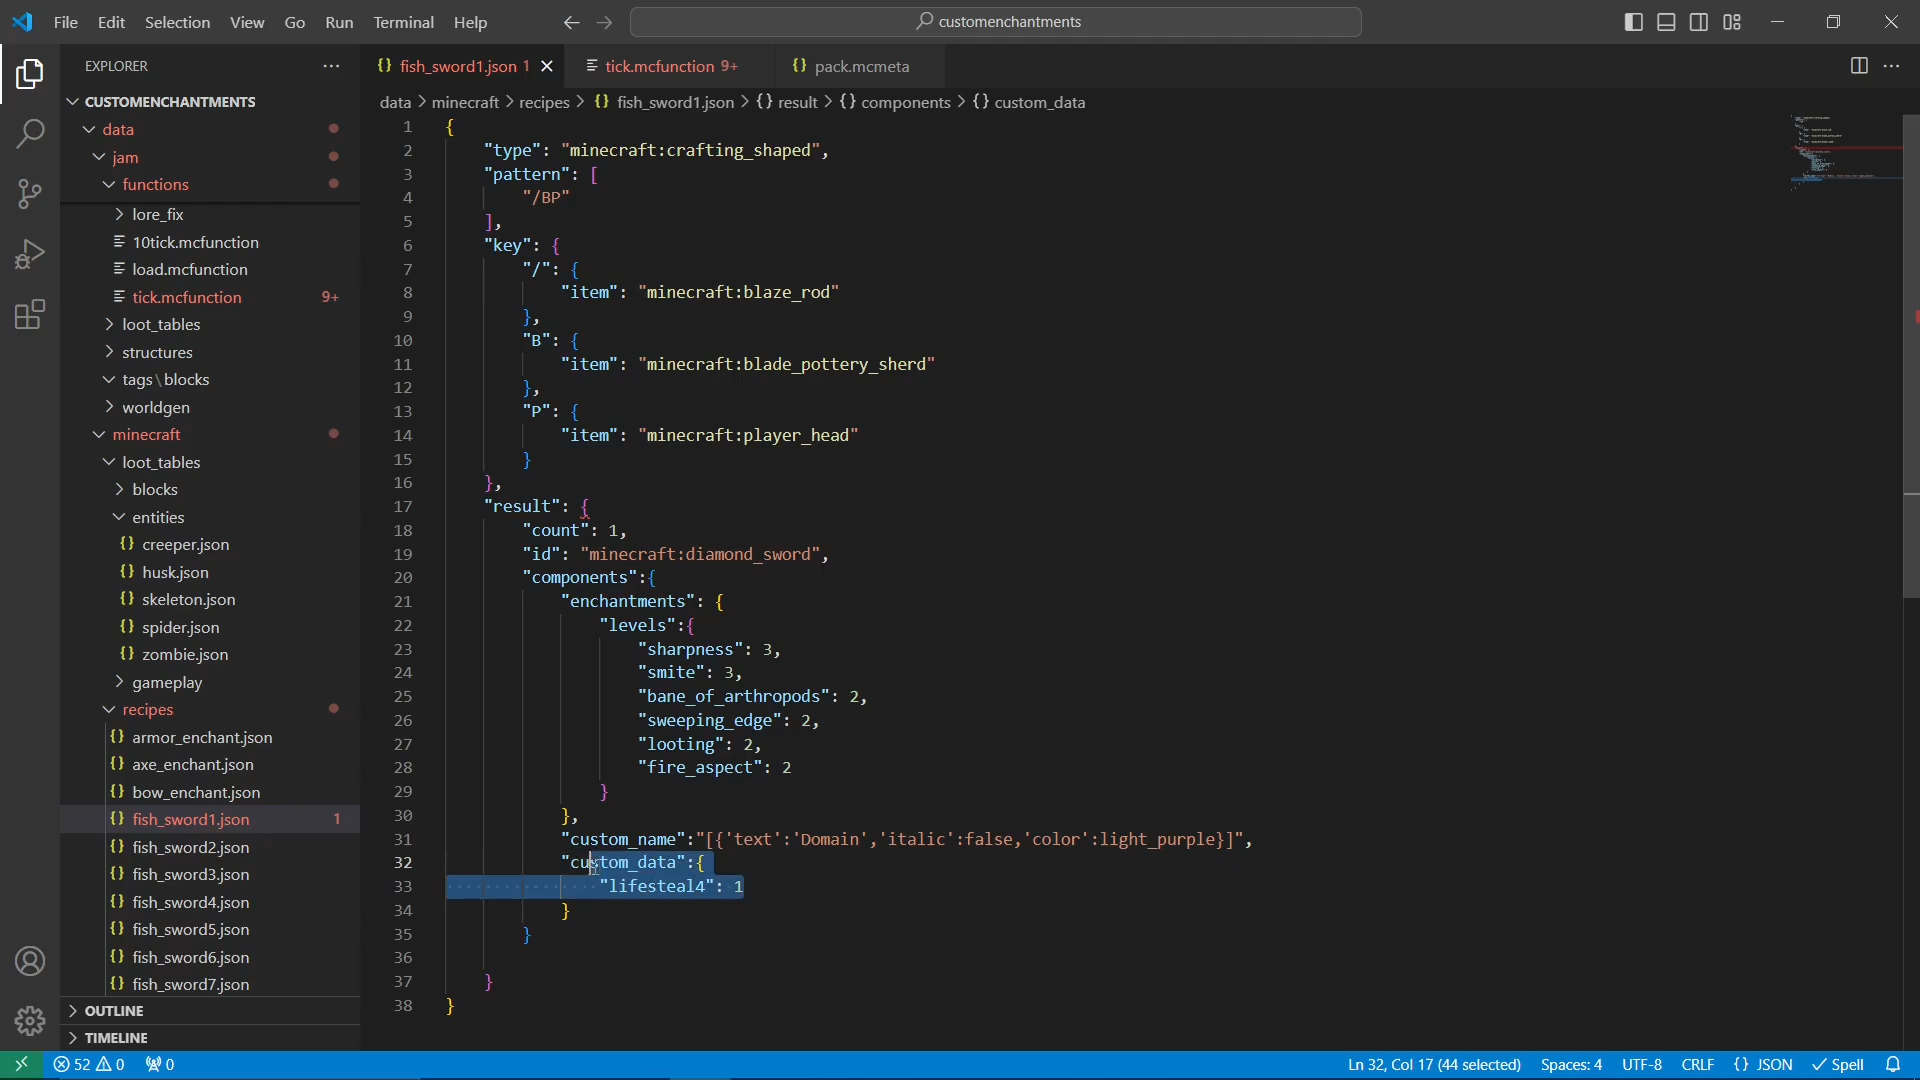 File Edit Selection View Go Run Terminal Help customenchantments
EXPLORER
fish_sword1.json 1
tick.mcfunction 9+
pack.mcmeta
CUSTOMENCHANTMENTS
data > minecraft > recipes > {} fish_sword1.json > {} result > {} components > {} custom_data
data
jam
functions
lore_fix
10tick.mcfunction
load.mcfunction
tick.mcfunction 9+
loot_tables
structures
tags\blocks
worldgen
minecraft
loot_tables
blocks
entities
creeper.json
husk.json
skeleton.json
spider.json
zombie.json
gameplay
recipes
armor_enchant.json
axe_enchant.json
bow_enchant.json
fish_sword1.json 1
fish_sword2.json
fish_sword3.json
fish_sword4.json
fish_sword5.json
fish_sword6.json
fish_sword7.json
OUTLINE
TIMELINE
1 {
2 "type": "minecraft:crafting_shaped",
3 "pattern": [
4 "/BP"
5 ],
6 "key": {
7 "/": {
8 "item": "minecraft:blaze_rod"
9 },
10 "B": {
11 "item": "minecraft:blade_pottery_sherd"
12 },
13 "P": {
14 "item": "minecraft:player_head"
15 }
16 },
17 "result": {
18 "count": 1,
19 "id": "minecraft:diamond_sword",
20 "components":{
21 "enchantments": {
22 "levels":{
23 "sharpness": 3,
24 "smite": 3,
25 "bane_of_arthropods": 2,
26 "sweeping_edge": 2,
27 "looting": 2,
28 "fire_aspect": 2
29 }
30 },
31 "custom_name":"[{'text':'Domain','italic':false,'color':light_purple}]",
32 "custom_data":{
33 "lifesteal4": 1
34 }
35 }
36
37 }
38 }
52 0 0
Ln 32, Col 17 (44 selected) Spaces: 4 UTF-8 CRLF {} JSON Spell